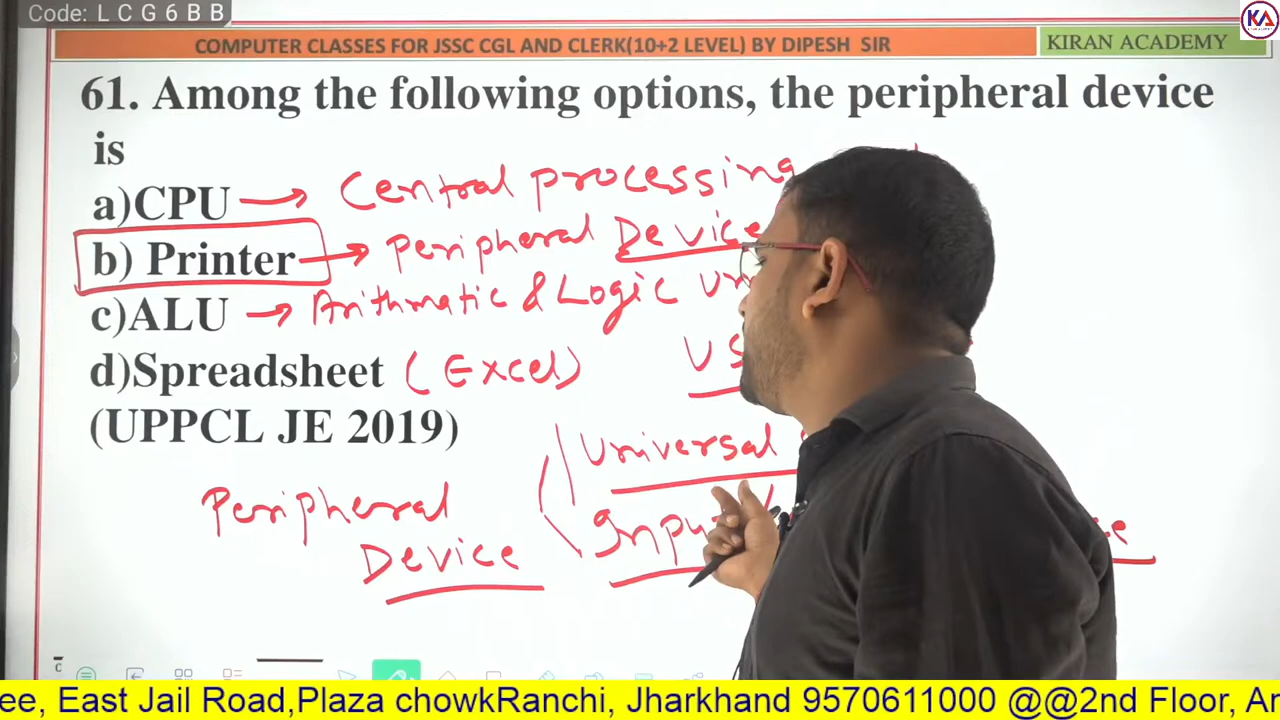 Code: L C G 6 B B
KA
COMPUTER CLASSES FOR JSSC CGL AND CLERK(10+2 LEVEL) BY DIPESH SIR
KIRAN ACADEMY
61. Among the following options, the peripheral device
is
a)CPU → Central processing
b) Printer → Peripheral Device
c)ALU → Arithmatic & Logic
d)Spreadsheet (Excel)
(UPPCL JE 2019)
Universal
Peripheral
Device
ee, East Jail Road,Plaza chowkRanchi, Jharkhand 9570611000 @@2nd Floor, Ar